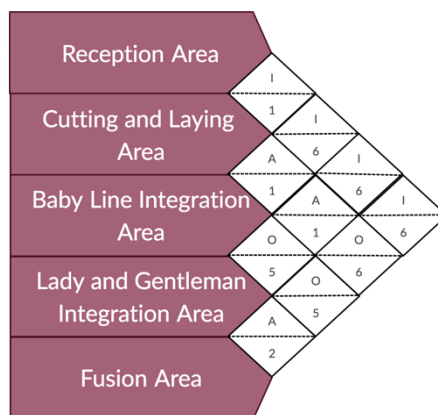 Reception Area
Cutting and Laying
Area
Baby Line Integration
Area
Lady and Gentleman
Integration Area
Fusion Area
I
1
I
6
A I
1 6
A I
1 6
O O
5 6
O
5
A
2